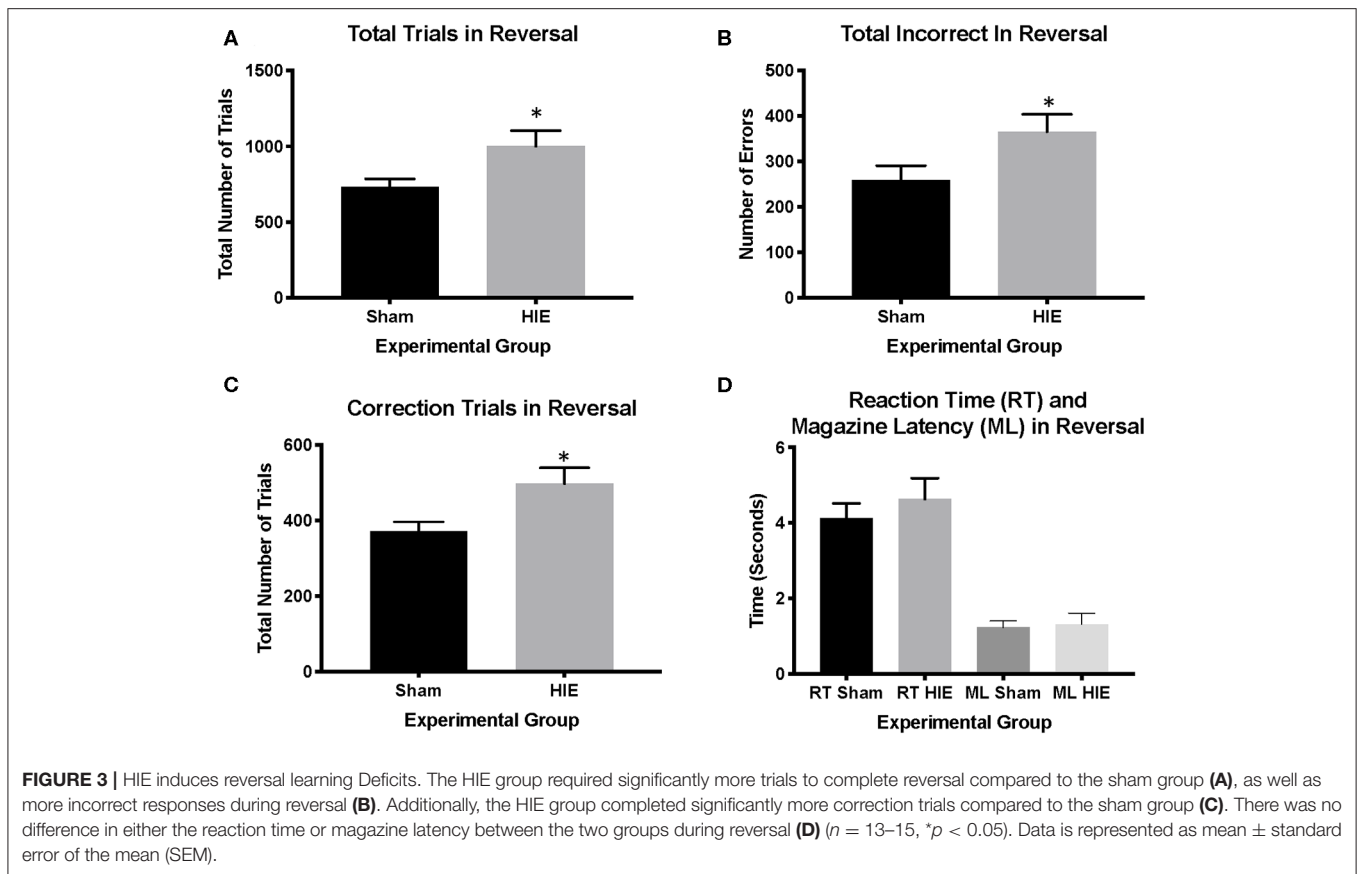 A
Total Trials in Reversal
1500
1000
500
0
Total Number of Trials
*
Sham
HIE
Experimental Group
B
Total Incorrect In Reversal
500
400
300
200
100
0
Number of Errors
*
Sham
HIE
Experimental Group
C
Correction Trials in Reversal
600
400
200
0
Total Number of Trials
*
Sham
HIE
Experimental Group
D
Reaction Time (RT) and
Magazine Latency (ML) in Reversal
6
4
2
0
Time (Seconds)
RT Sham
RT HIE
ML Sham
ML HIE
Experimental Group
FIGURE 3 | HIE induces reversal learning Deficits. The HIE group required significantly more trials to complete reversal compared to the sham group (A), as well as
more incorrect responses during reversal (B). Additionally, the HIE group completed significantly more correction trials compared to the sham group (C). There was no
difference in either the reaction time or magazine latency between the two groups during reversal (D) (n = 13–15, *p < 0.05). Data is represented as mean ± standard
error of the mean (SEM).